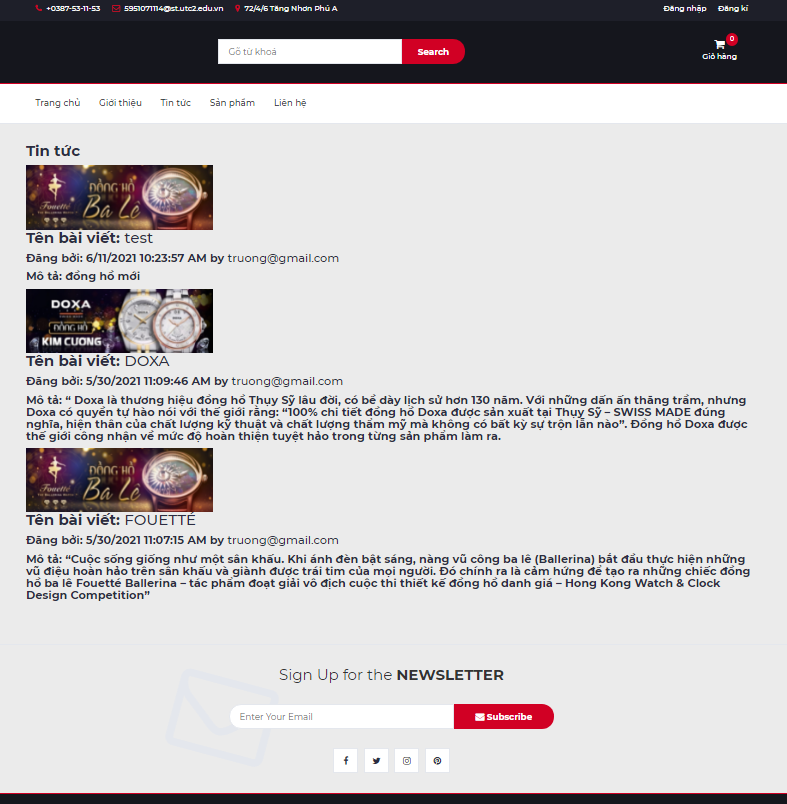 +0387-53-11-53 5951071114@st.utc2.edu.vn 72/4/6 Tăng Nhơn Phú A Đăng nhập Đăng kí
Gõ từ khoá Search 0
Giỏ hàng
Trang chủ Giới thiệu Tin tức Sản phẩm Liên hệ
Tin tức
ĐỒNG HỒ
Ba Lê
Fouetté
Tên bài viết: test
Đăng bởi: 6/11/2021 10:23:57 AM by truong@gmail.com
Mô tả: đồng hồ mới
DOXA
ĐỒNG HỒ
KIM CƯƠNG
Tên bài viết: DOXA
Đăng bởi: 5/30/2021 11:09:46 AM by truong@gmail.com
Mô tả: “ Doxa là thương hiệu đồng hồ Thụy Sỹ lâu đời, có bề dày lịch sử hơn 130 năm. Với những dấn ấn thăng trầm, nhưng
Doxa có quyền tự hào nói với thế giới rằng: “100% chi tiết đồng hồ Doxa được sản xuất tại Thụy Sỹ – SWISS MADE đúng
nghĩa, hiện thân của chất lượng kỹ thuật và chất lượng thẩm mỹ mà không có bất kỳ sự trộn lẫn nào”. Đồng hồ Doxa được
thế giới công nhận về mức độ hoàn thiện tuyệt hảo trong từng sản phẩm làm ra.
ĐỒNG HỒ
Ba Lê
Fouetté
Tên bài viết: FOUETTÉ
Đăng bởi: 5/30/2021 11:07:15 AM by truong@gmail.com
Mô tả: “Cuộc sống giống như một sân khấu. Khi ánh đèn bật sáng, nàng vũ công ba lê (Ballerina) bắt đầu thực hiện những
vũ điệu hoàn hảo trên sân khấu và giành được trái tim của mọi người. Đó chính ra là cảm hứng để tạo ra những chiếc đồng
hồ ba lê Fouetté Ballerina – tác phẩm đoạt giải vô địch cuộc thi thiết kế đồng hồ danh giá – Hong Kong Watch & Clock
Design Competition”
Sign Up for the NEWSLETTER
Enter Your Email Subscribe